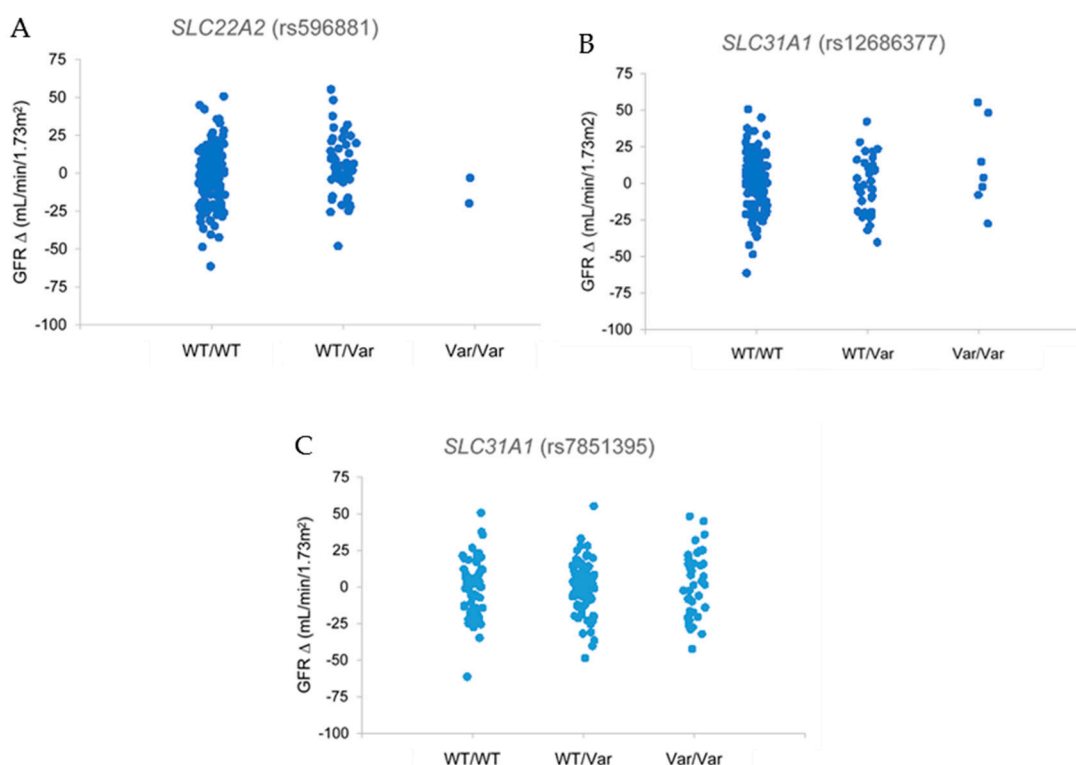 A
SLC22A2 (rs596881)
GFR Δ (mL/min/1.73m²)
75
50
25
0
-25
-50
-75
-100
WT/WT WT/Var Var/Var
B
SLC31A1 (rs12686377)
GFR Δ (mL/min/1.73m2)
75
50
25
0
-25
-50
-75
-100
WT/WT WT/Var Var/Var
C
SLC31A1 (rs7851395)
GFR Δ (mL/min/1.73m²)
75
50
25
0
-25
-50
-75
-100
WT/WT WT/Var Var/Var